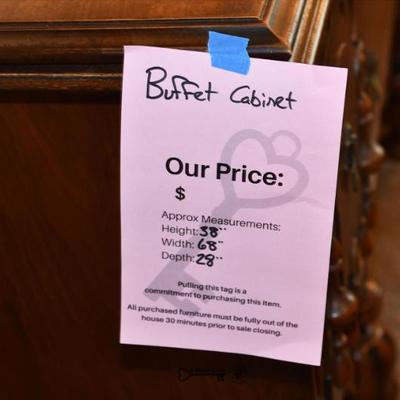 Buffet Cabinet
Our Price:
$
Approx Measurements:
Height: 38"
Width: 68"
Depth: 28"
Pulling this tag is a
commitment to purchasing this item.
All purchased furniture must be fully out of the
house 30 minutes prior to sale closing.